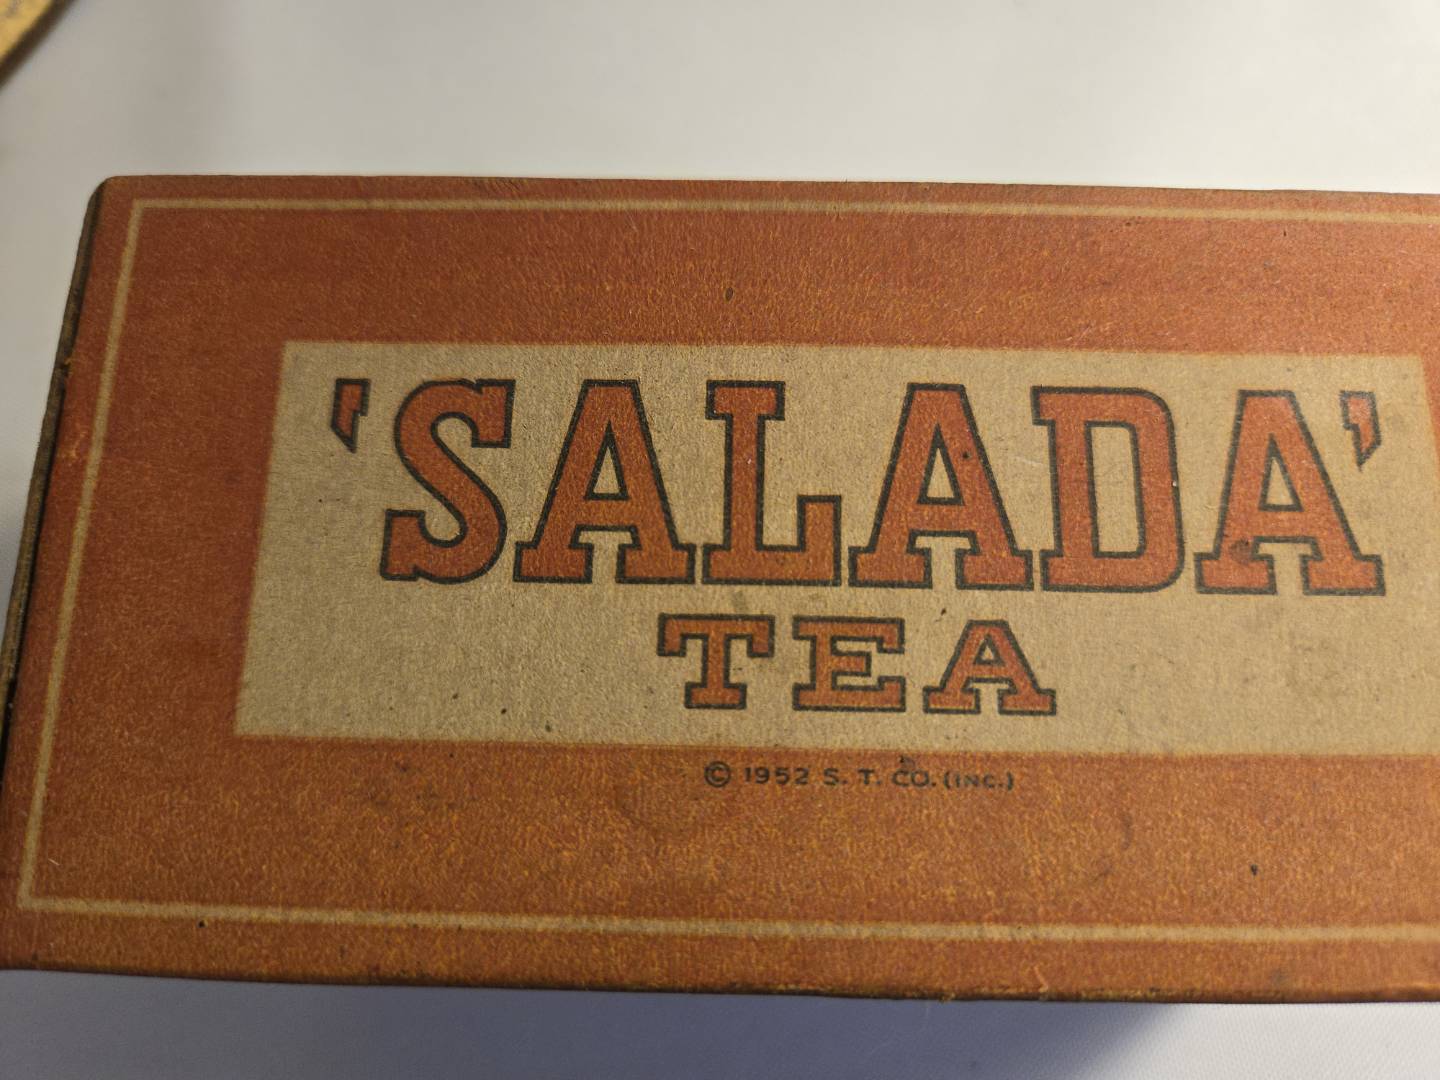 'SALADA'
TEA
© 1952 S. T. CO. (INC.)